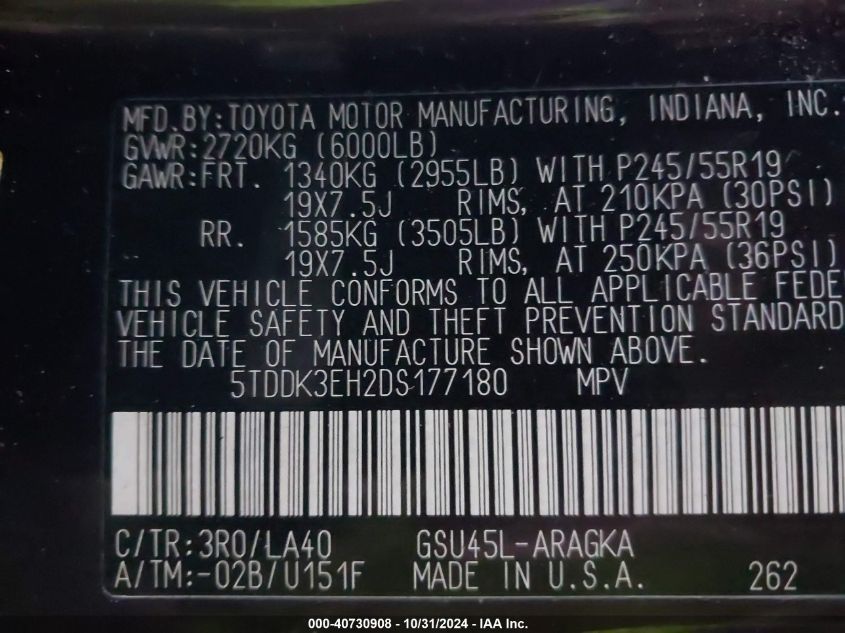 MFD.BY:TOYOTA MOTOR MANUFACTURING, INDIANA, INC.
GVWR:2720KG (6000LB)
GAWR:FRT. 1340KG (2955LB) WITH P245/55R19
19X7.5J RIMS, AT 210KPA (30PSI)
RR. 1585KG (3505LB) WITH P245/55R19
19X7.5J RIMS, AT 250KPA (36PSI)
THIS VEHICLE CONFORMS TO ALL APPLICABLE FEDE
VEHICLE SAFETY AND THEFT PREVENTION STANDARD
THE DATE OF MANUFACTURE SHOWN ABOVE.
5TDDK3EH2DS177180 MPV
C/TR:3R0/LA40 GSU45L-ARAGKA
A/TM:-02B/U151F MADE IN U.S.A. 262
000-40730908 - 10/31/2024 - IAA Inc.